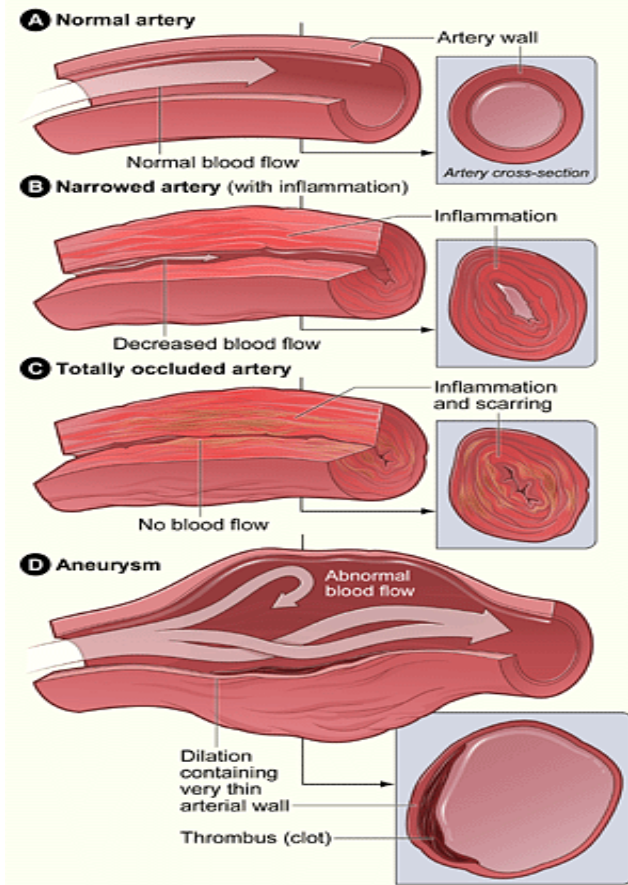 A Normal artery
Artery wall
Normal blood flow
Artery cross-section
B Narrowed artery (with inflammation)
Inflammation
Decreased blood flow
C Totally occluded artery
Inflammation
and scarring
No blood flow
D Aneurysm
Abnormal
blood flow
Dilation
containing
very thin
arterial wall
Thrombus (clot)